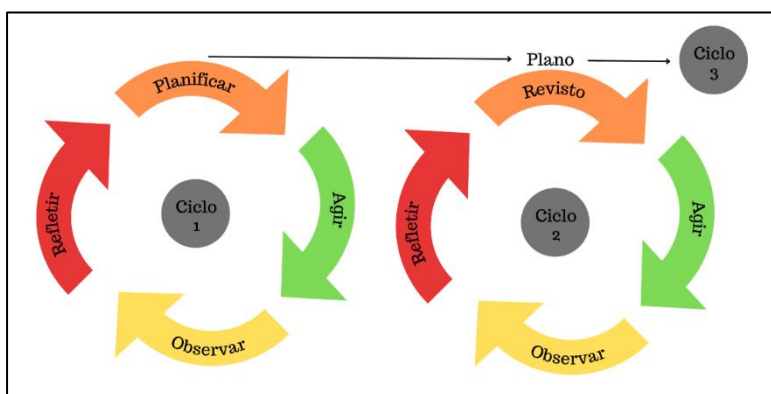 Planificar
Agir
Observar
Refletir
Ciclo
1
Plano
Revisto
Agir
Observar
Refletir
Ciclo
2
Ciclo
3